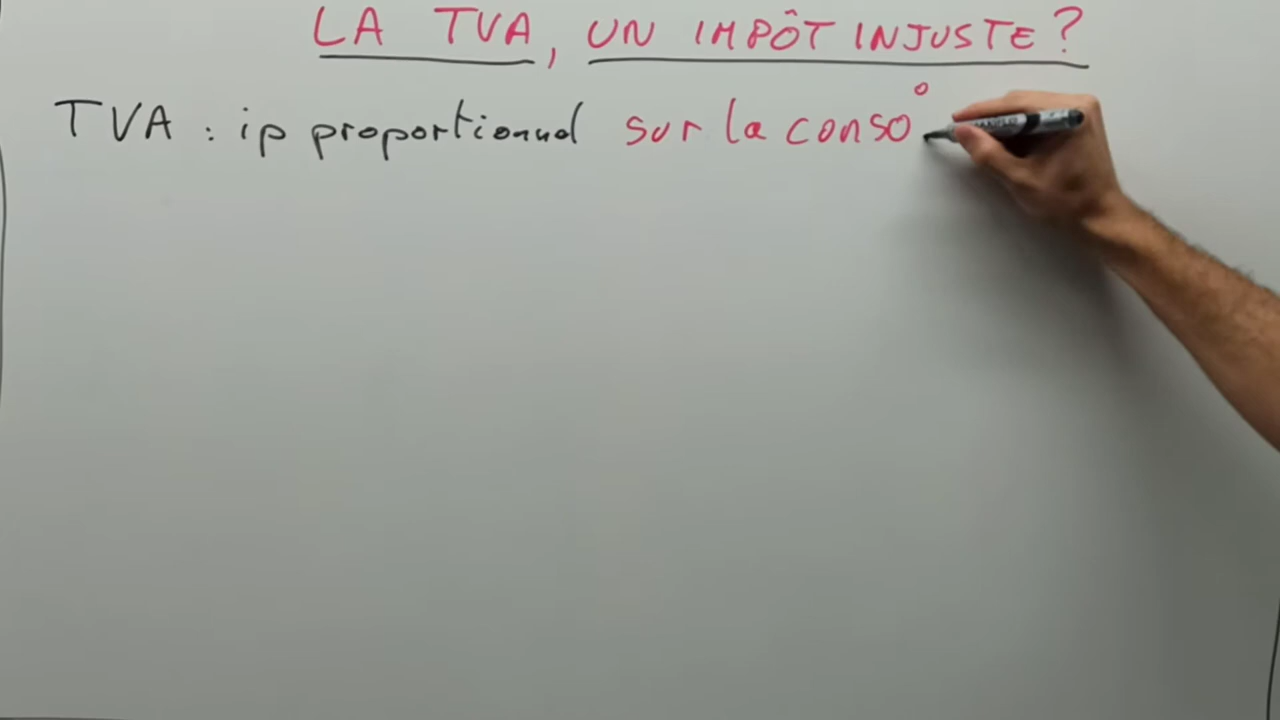 LA TVA, UN IMPÔT INJUSTE ?
TVA : ip proportionnel sur la conso°